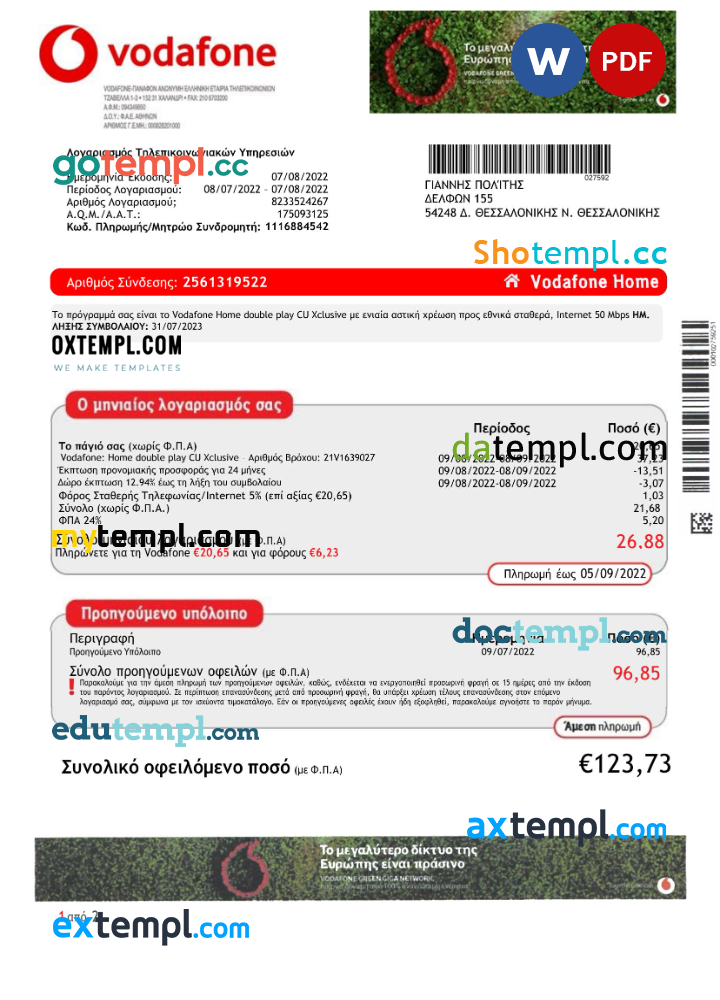 vodafone
VODAFONE-ΠΑΝΑΦΟΝ ΑΝΩΝΥΜΗ ΕΛΛΗΝΙΚΗ ΕΤΑΙΡΙΑ ΤΗΛΕΠΙΚΟΙΝΩΝΙΩΝ
ΤΖΑΒΕΛΛΑ 1-3 • 152 31 ΧΑΛΑΝΔΡΙ • FAX: 210 6703200
Α.Φ.Μ.: 094349850
Δ.Ο.Υ.: Φ.Α.Ε. ΑΘΗΝΩΝ
ΑΡΙΘΜΟΣ Γ.Ε.ΜΗ.: 000828201000
Το μεγαλύ
Ευρώπης
VODAFONE GREEN
W
PDF
Λογαριασμός Τηλεπικοινωνιακών Υπηρεσιών
gotempl.cc
Ημερομηνία Έκδοσης: 07/08/2022
Περίοδος Λογαριασμού: 08/07/2022 – 07/08/2022
Αριθμός Λογαριασμού; 8233524267
Α.Q.Μ./Α.Α.Τ.: 175093125
Κωδ. Πληρωμής/Μητρώο Συνδρομητή: 1116884542
027592
ΓΙΑΝΝΗΣ ΠΟΛΊΤΗΣ
ΔΕΛΦΩΝ 155
54248 Δ. ΘΕΣΣΑΛΟΝΙΚΗΣ Ν. ΘΕΣΣΑΛΟΝΙΚΗΣ
Shotempl.cc
Αριθμός Σύνδεσης: 2561319522
Vodafone Home
Το πρόγραμμά σας είναι το Vodafone Home double play CU Xclusive με ενιαία αστική χρέωση προς εθνικά σταθερά, Internet 50 Mbps ΗΜ.
ΛΗΞΗΣ ΣΥΜΒΟΛΑΙΟΥ: 31/07/2023
OXTEMPL.COM
WE MAKE TEMPLATES
Ο μηνιαίος λογαριασμός σας
Περίοδος Ποσό (€)
datempl.com
Το πάγιό σας (χωρίς Φ.Π.Α) 20,65
Vodafone: Home double play CU Xclusive – Αριθμός Βρόχου: 21V1639027 09/08/2022-08/09/2022 37,23
Έκπτωση προνομιακής προσφοράς για 24 μήνες 09/08/2022-08/09/2022 -13,51
Δώρο έκπτωση 12.94% έως τη λήξη του συμβολαίου 09/08/2022-08/09/2022 -3,07
Φόρος Σταθερής Τηλεφωνίας/Internet 5% (επί αξίας €20,65) 1,03
Σύνολο (χωρίς Φ.Π.Α.) 21,68
ΦΠΑ 24% 5,20
mytempl.com
Σύνολο μηνιαίου λογαριασμού (με Φ.Π.Α) 26.88
Πληρώνετε για τη Vodafone €20,65 και για φόρους €6,23
Πληρωμή έως 05/09/2022
Προηγούμενο υπόλοιπο
Περιγραφή Ημερομηνία Ποσό (€)
doctempl.com
Προηγούμενο Υπόλοιπο 09/07/2022 96,85
Σύνολο προηγούμενων οφειλών (με Φ.Π.Α) 96,85
Παρακαλούμε για την άμεση πληρωμή των προηγούμενων οφειλών, καθώς, ενδέχεται να ενεργοποιηθεί προσωρινή φραγή σε 15 ημέρες από την έκδοση
του παρόντος λογαριασμού. Σε περίπτωση επανασύνδεσης μετά από προσωρινή φραγή, θα υπάρξει χρέωση τέλους επανασύνδεσης στον επόμενο
λογαριασμό σας, σύμφωνα με τον ισχύοντα τιμοκατάλογο. Εάν οι προηγούμενες οφειλές έχουν ήδη εξοφληθεί, παρακαλούμε αγνοήστε το παρόν μήνυμα.
Άμεση πληρωμή
edutempl.com
Συνολικό οφειλόμενο ποσό (με Φ.Π.Α) €123,73
axtempl.com
Το μεγαλύτερο δίκτυο της
Ευρώπης είναι πράσινο
VODAFONE GREEN GIGA NETWORK
1 από 2
extempl.com